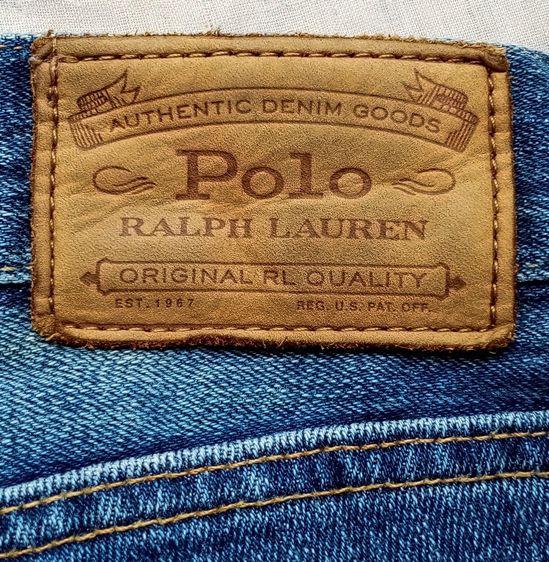 AUTHENTIC DENIM GOODS
Polo
RALPH LAUREN
ORIGINAL RL QUALITY
EST. 1967 REG. U.S. PAT. OFF.